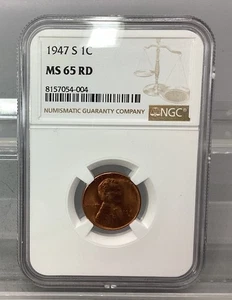 1947 S 1C
MS 65 RD
8157054-004
NUMISMATIC GUARANTY COMPANY
NGC